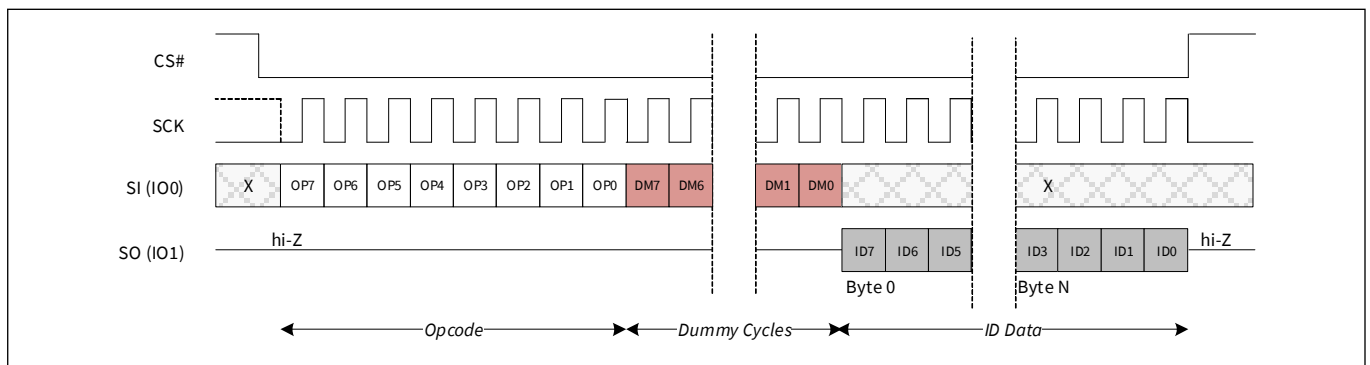 CS#
SCK
SI (IO0) X OP7 OP6 OP5 OP4 OP3 OP2 OP1 OP0 DM7 DM6 DM1 DM0 X
hi-Z hi-Z
SO (IO1) ID7 ID6 ID5 ID3 ID2 ID1 ID0
Byte 0 Byte N
Opcode Dummy Cycles ID Data